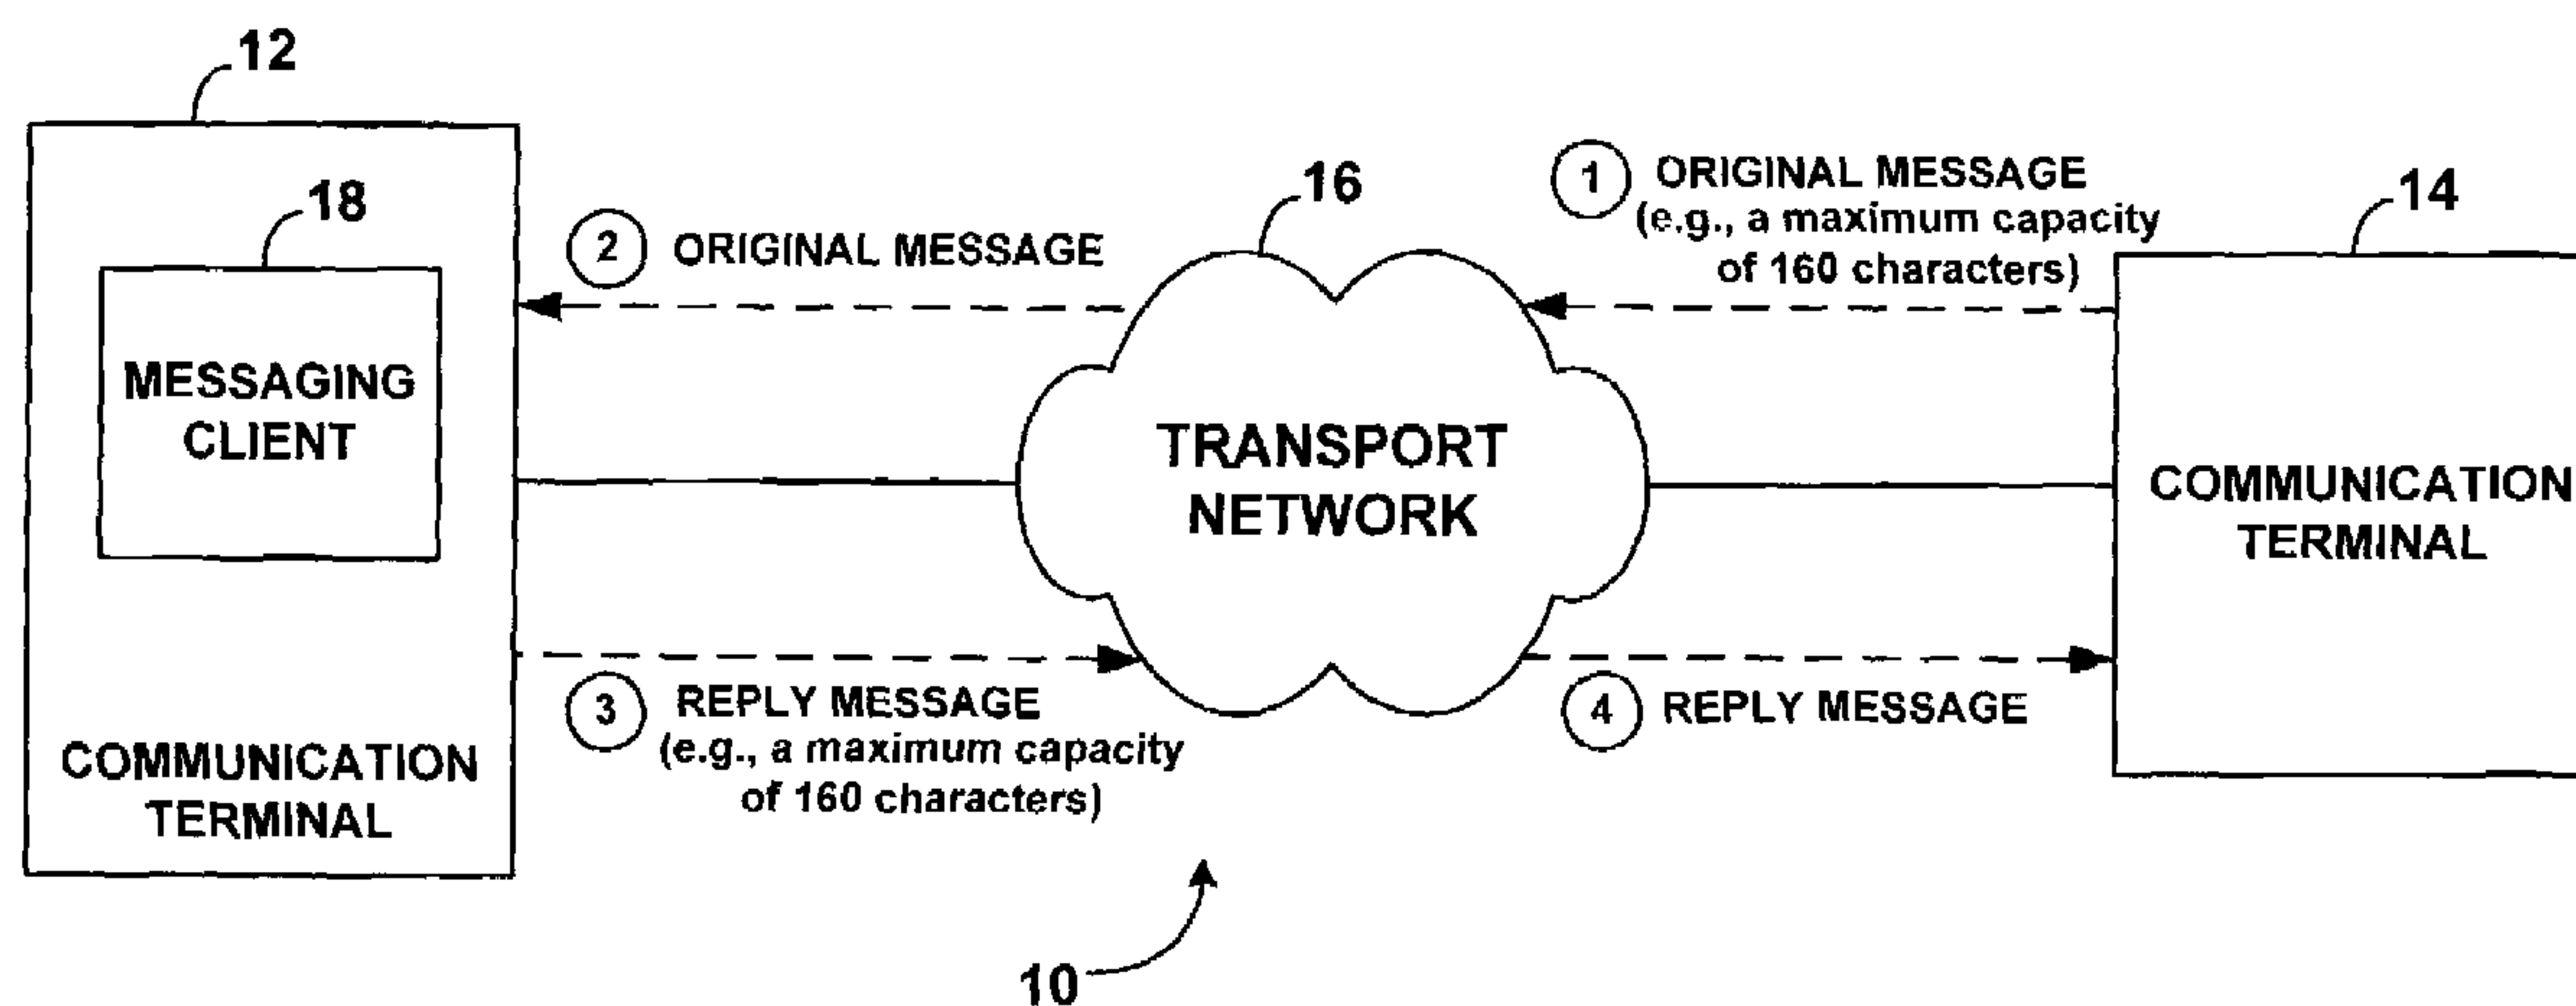 12
18
MESSAGING
CLIENT
COMMUNICATION
TERMINAL
2 ORIGINAL MESSAGE
3 REPLY MESSAGE
(e.g., a maximum capacity
of 160 characters)
16
TRANSPORT
NETWORK
10
1 ORIGINAL MESSAGE
(e.g., a maximum capacity
of 160 characters)
4 REPLY MESSAGE
14
COMMUNICATION
TERMINAL